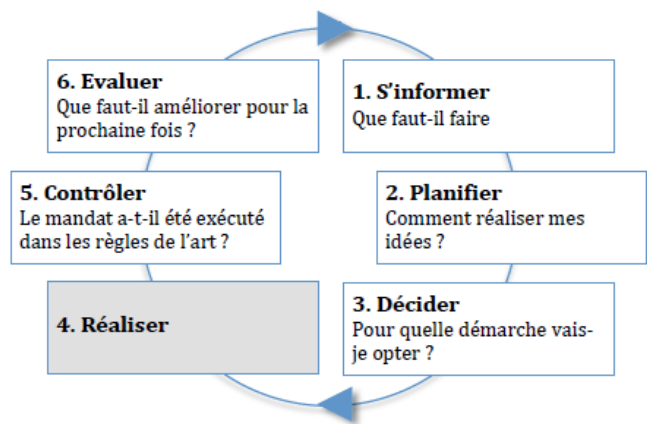 1. S'informer
Que faut-il faire
2. Planifier
Comment réaliser mes
idées ?
3. Décider
Pour quelle démarche vais-
je opter ?
4. Réaliser
5. Contrôler
Le mandat a-t-il été exécuté
dans les règles de l'art ?
6. Evaluer
Que faut-il améliorer pour la
prochaine fois ?